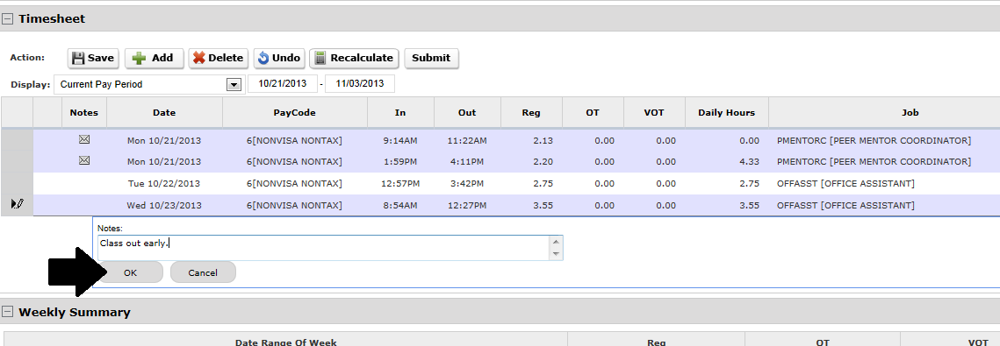 Timesheet
Action: Save Add Delete Undo Recalculate Submit
Display: Current Pay Period 10/21/2013 - 11/03/2013
Notes Date PayCode In Out Reg OT VOT Daily Hours Job
Mon 10/21/2013 6[NONVISA NONTAX] 9:14AM 11:22AM 2.13 0.00 0.00 0.00 PMENTORC [PEER MENTOR COORDINATOR]
Mon 10/21/2013 6[NONVISA NONTAX] 1:59PM 4:11PM 2.20 0.00 0.00 4.33 PMENTORC [PEER MENTOR COORDINATOR]
Tue 10/22/2013 6[NONVISA NONTAX] 12:57PM 3:42PM 2.75 0.00 0.00 2.75 OFFASST [OFFICE ASSISTANT]
Wed 10/23/2013 6[NONVISA NONTAX] 8:54AM 12:27PM 3.55 0.00 0.00 3.55 OFFASST [OFFICE ASSISTANT]
Notes:
Class out early.
OK Cancel
Weekly Summary
Date Range Of Week Reg OT VOT